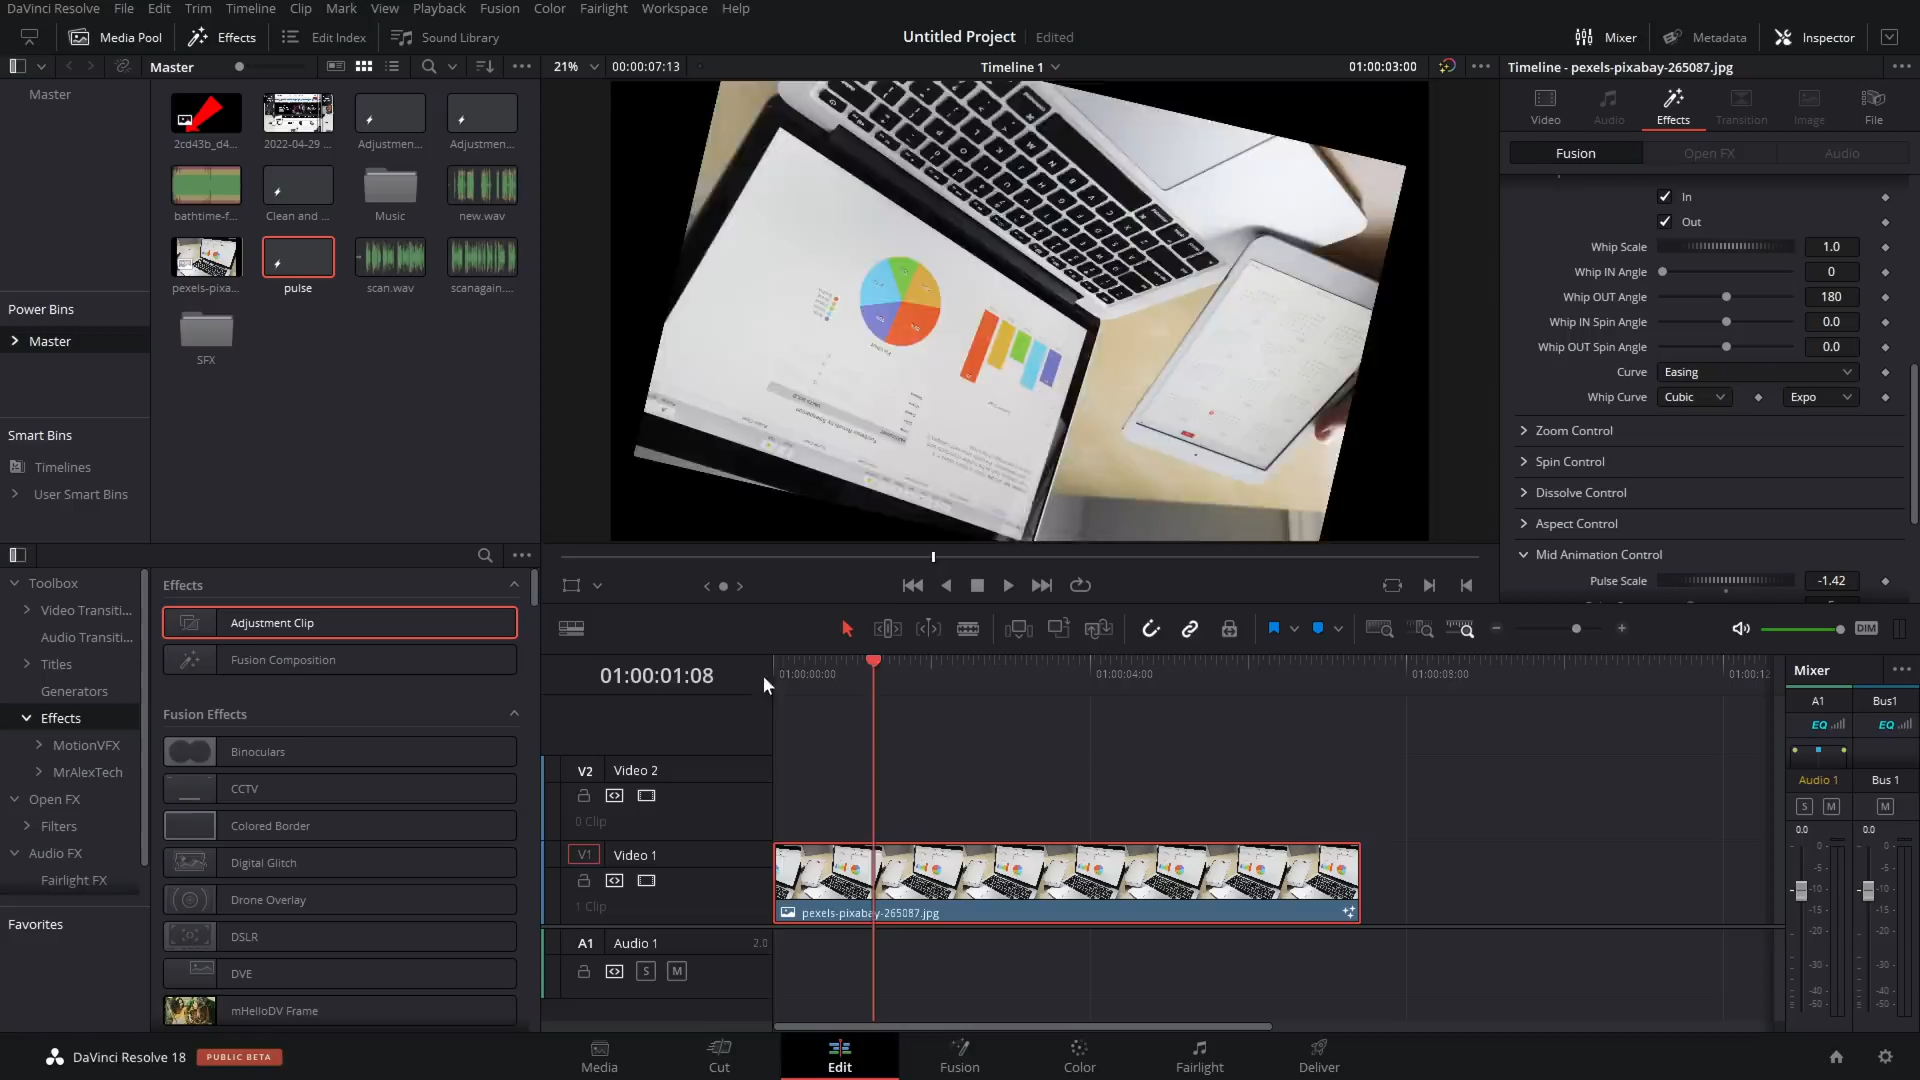 DaVinci Resolve File Edit Trim Timeline Clip Mark View Playback Fusion Color Fairlight Workspace Help
Media Pool Effects Edit Index Sound Library Untitled Project Edited Mixer Metadata Inspector
Master 21% 00:00:07:13 Timeline 1 01:00:03:00 Timeline - pexels-pixabay-265087.jpg
Master
2cd43b_d4... 2022-04-29 ... Adjustmen... Adjustmen...
bathtime-f... Clean and ... Music new.wav
pexels-pixa... pulse scan.wav scanagain....
SFX
Power Bins
Master
Smart Bins
Timelines
User Smart Bins
Video Audio Effects Transition Image File
Fusion Open FX Audio
In
Out
Whip Scale 1.0
Whip IN Angle 0
Whip OUT Angle 180
Whip IN Spin Angle 0.0
Whip OUT Spin Angle 0.0
Curve Easing
Whip Curve Cubic Expo
Zoom Control
Spin Control
Dissolve Control
Aspect Control
Mid Animation Control
Pulse Scale -1.42
Toolbox
Video Transiti...
Audio Transiti...
Titles
Generators
Effects
MotionVFX
MrAlexTech
Open FX
Filters
Audio FX
Fairlight FX
Favorites
Effects
Adjustment Clip
Fusion Composition
Fusion Effects
Binoculars
CCTV
Colored Border
Digital Glitch
Drone Overlay
DSLR
DVE
mHelloDV Frame
DIM
01:00:01:08 01:00:00:00 01:00:04:00 01:00:08:00 01:00:12
V2 Video 2
0 Clip
V1 Video 1
1 Clip
pexels-pixabay-265087.jpg
A1 Audio 1 2.0
S M
Mixer
A1 Bus1
EQ EQ
Audio 1 Bus 1
S M M
0.0 0.0
0 0
-5 -5
-10 -10
-15 -15
-20 -20
-30 -30
-40 -40
-50 -50
DaVinci Resolve 18 PUBLIC BETA Media Cut Edit Fusion Color Fairlight Deliver